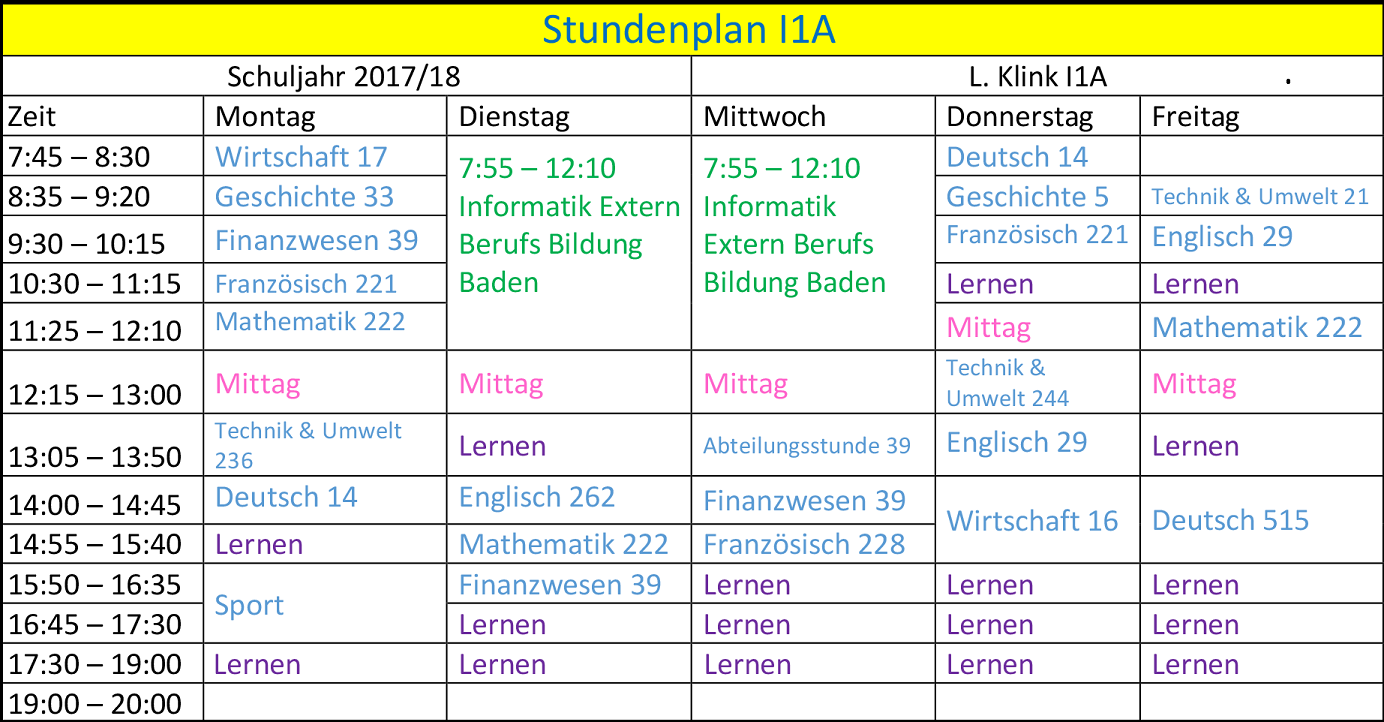 Stundenplan I1A
Schuljahr 2017/18 L. Klink I1A .
Zeit Montag Dienstag Mittwoch Donnerstag Freitag
7:45 – 8:30 Wirtschaft 17 7:55 – 12:10 Informatik Extern Berufs Bildung Baden 7:55 – 12:10 Informatik Extern Berufs Bildung Baden Deutsch 14
8:35 – 9:20 Geschichte 33 Geschichte 5 Technik & Umwelt 21
9:30 – 10:15 Finanzwesen 39 Französisch 221 Englisch 29
10:30 – 11:15 Französisch 221 Lernen Lernen
11:25 – 12:10 Mathematik 222 Mittag Mathematik 222
12:15 – 13:00 Mittag Mittag Mittag Technik & Umwelt 244 Mittag
13:05 – 13:50 Technik & Umwelt 236 Lernen Abteilungsstunde 39 Englisch 29 Lernen
14:00 – 14:45 Deutsch 14 Englisch 262 Finanzwesen 39 Wirtschaft 16 Deutsch 515
14:55 – 15:40 Lernen Mathematik 222 Französisch 228
15:50 – 16:35 Sport Finanzwesen 39 Lernen Lernen Lernen
16:45 – 17:30 Lernen Lernen Lernen Lernen
17:30 – 19:00 Lernen Lernen Lernen Lernen Lernen
19:00 – 20:00